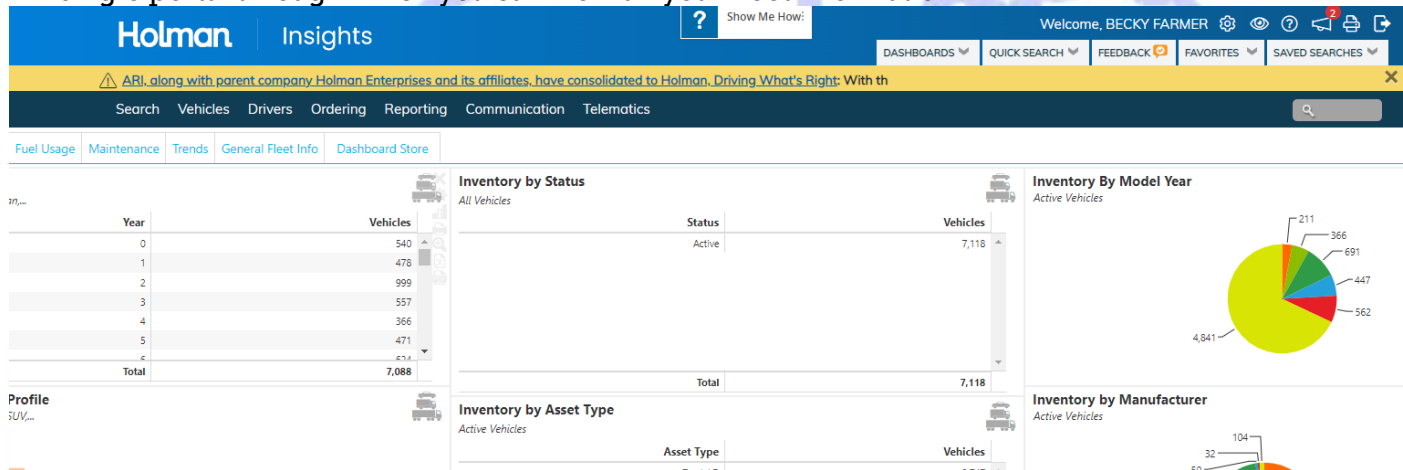 Holman | Insights
? Show Me How:
Welcome, BECKY FARMER
2
DASHBOARDS
QUICK SEARCH
FEEDBACK
FAVORITES
SAVED SEARCHES
ARI, along with parent company Holman Enterprises and its affiliates, have consolidated to Holman, Driving What's Right: With th
Search Vehicles Drivers Ordering Reporting Communication Telematics
Fuel Usage Maintenance Trends General Fleet Info Dashboard Store
an,...
Year Vehicles
0 540
1 478
2 999
3 557
4 366
5 471
Total 7,088
Inventory by Status
All Vehicles
Status Vehicles
Active 7,118
Total 7,118
Inventory By Model Year
Active Vehicles
211
366
691
447
562
4,841
Profile
SUV,...
Inventory by Asset Type
Active Vehicles
Asset Type Vehicles
Inventory by Manufacturer
Active Vehicles
104
32